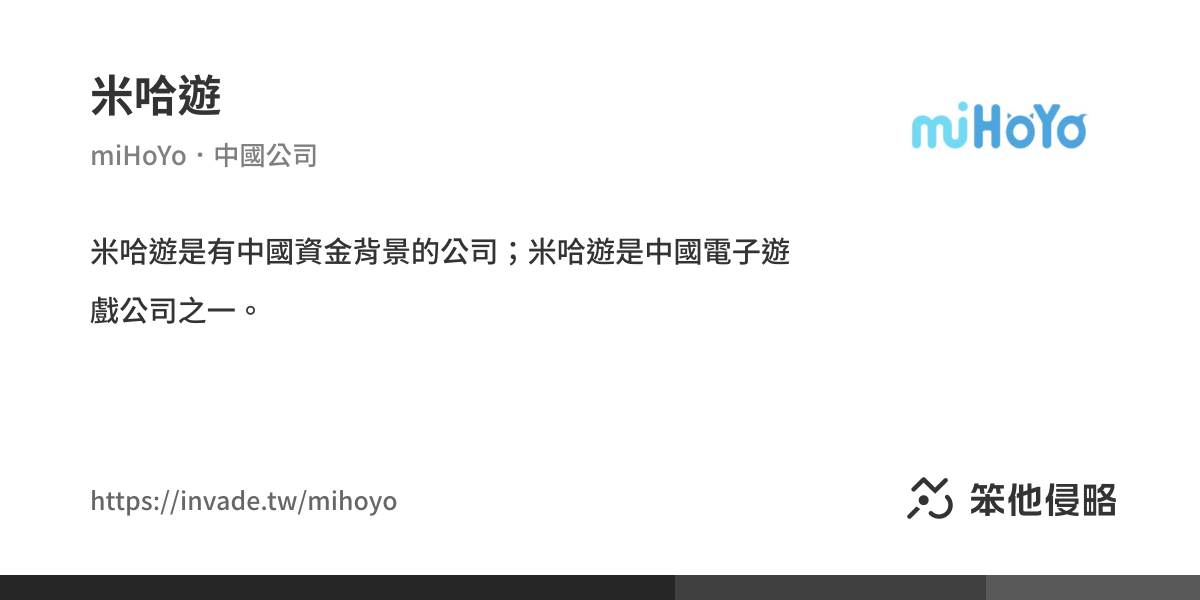 米哈遊
miHoYo
miHoYo・中國公司
米哈遊是有中國資金背景的公司；米哈遊是中國電子遊
戲公司之一。
https://invade.tw/mihoyo
笨他侵略